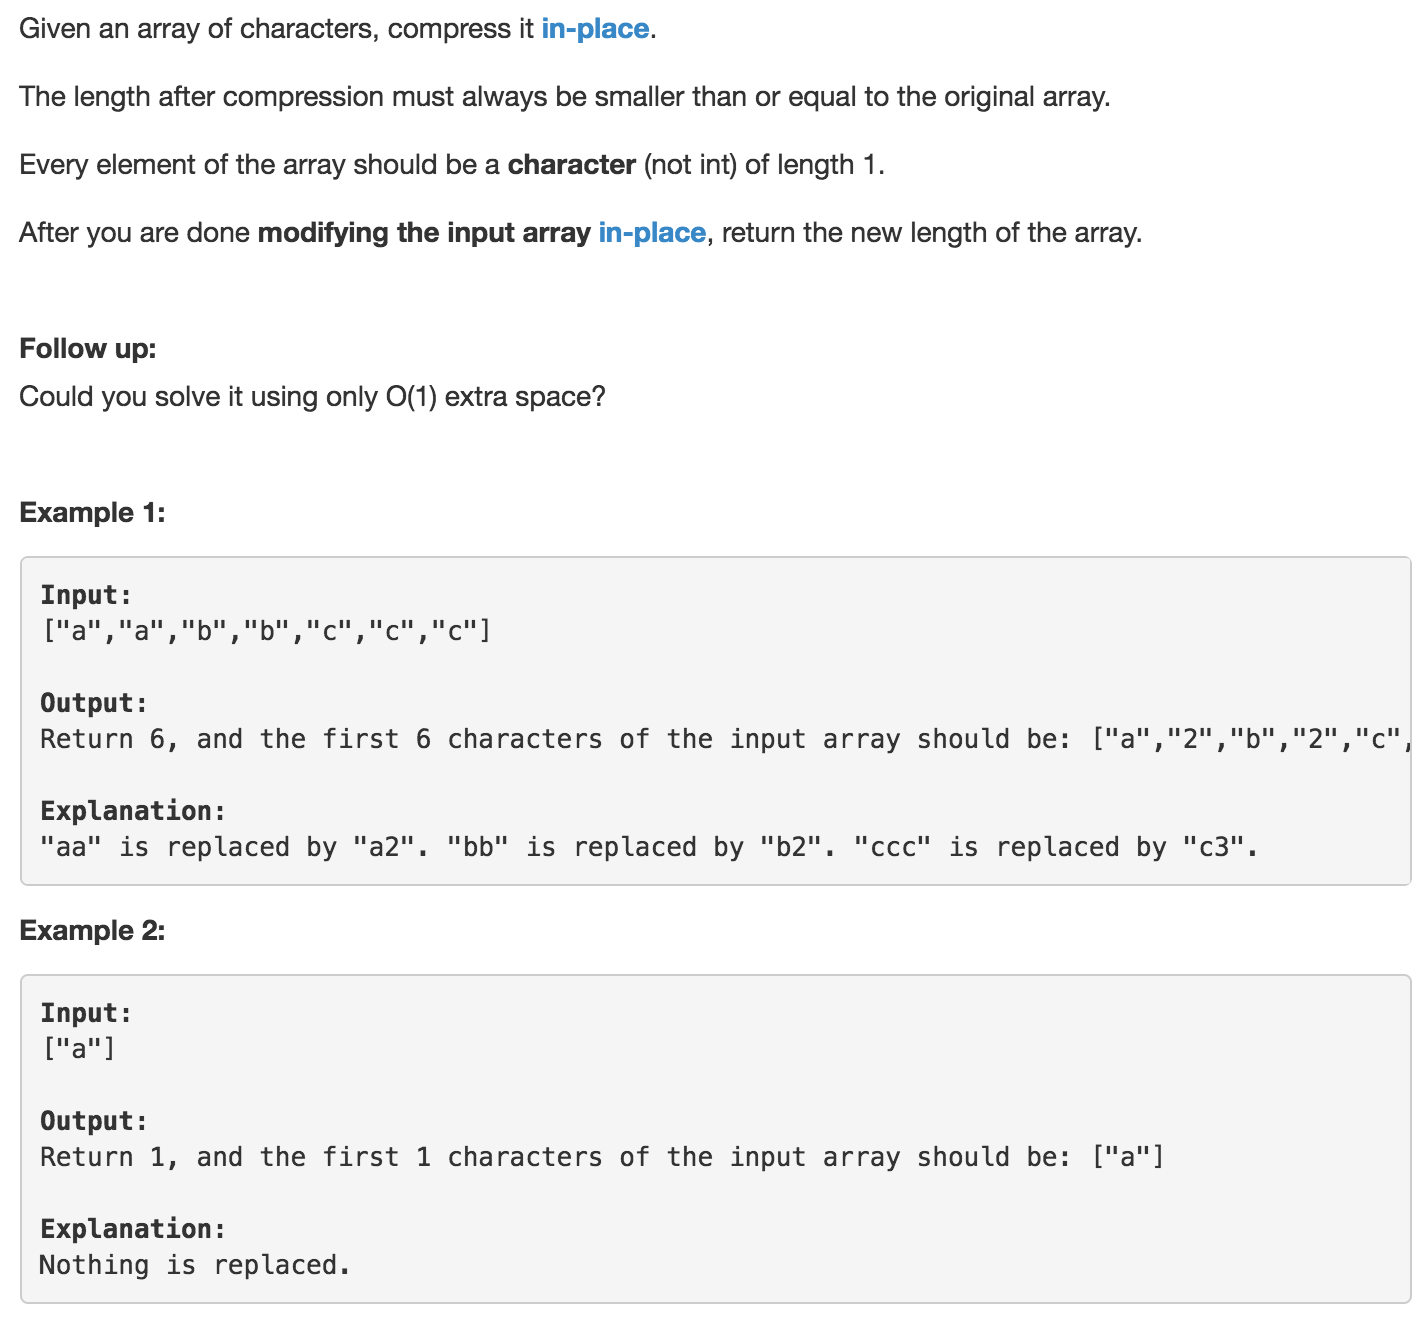 Given an array of characters, compress it in-place.
The length after compression must always be smaller than or equal to the original array.
Every element of the array should be a character (not int) of length 1.
After you are done modifying the input array in-place, return the new length of the array.
Follow up:
Could you solve it using only O(1) extra space?
Example 1:
Input:
["a","a","b","b","c","c","c"]
Output:
Return 6, and the first 6 characters of the input array should be: ["a","2","b","2","c",
Explanation:
"aa" is replaced by "a2". "bb" is replaced by "b2". "ccc" is replaced by "c3".
Example 2:
Input:
["a"]
Output:
Return 1, and the first 1 characters of the input array should be: ["a"]
Explanation:
Nothing is replaced.